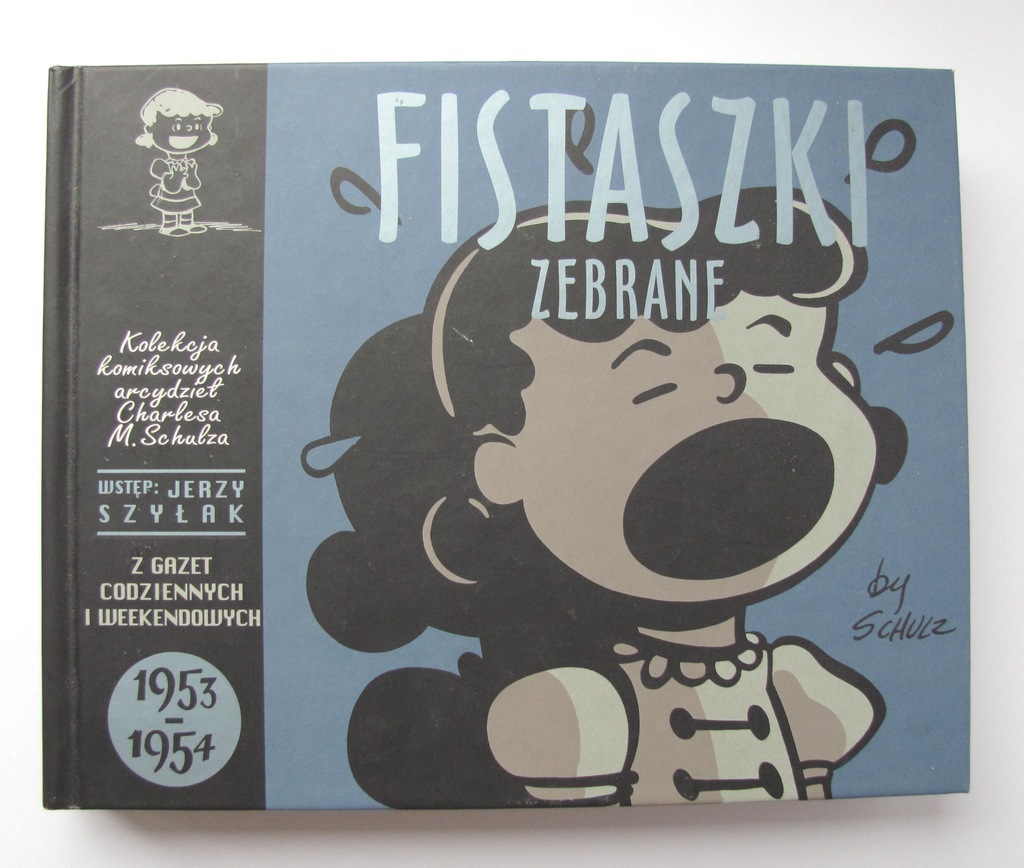 FISTASZKI
ZEBRANE
Kolekcja
komiksowych
arcydzieł
Charlesa
M. Schulza
WSTĘP: JERZY
SZYŁAK
Z GAZET
CODZIENNYCH
I WEEKENDOWYCH
1953
–
1954
by
SCHULZ